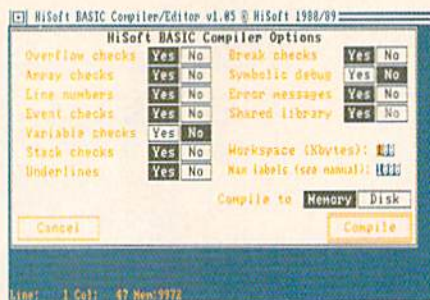 HiSoft BASIC Compiler/Editor v1.05 © HiSoft 1988/89
HiSoft BASIC Compiler Options
Overflow checks Yes No
Break checks Yes No
Array checks Yes No
Symbolic debug Yes No
Line numbers Yes No
Error messages Yes No
Event checks Yes No
Shared library Yes No
Variable checks Yes No
Stack checks Yes No
Workspace (Kbytes):
Underlines Yes No
Max labels (see manual):
Compile to Memory Disk
Cancel
Compile
Line: 1 Col: 47 Mem:9972